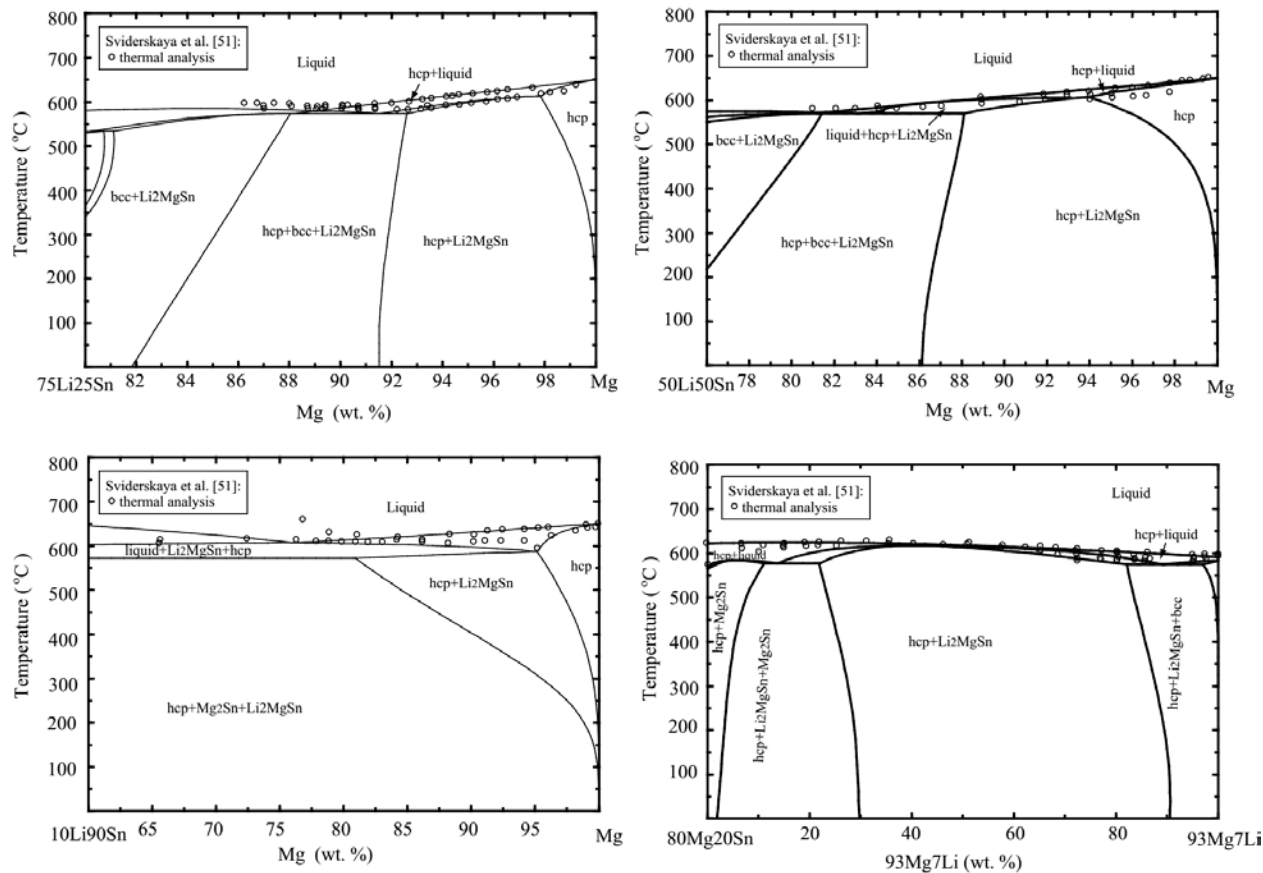 800
700
600
500
400
300
200
100
Temperature (°C)
Sviderskaya et al. [51]:
thermal analysis
Liquid
hcp+liquid
hcp
bcc+Li2MgSn
hcp+bcc+Li2MgSn
hcp+Li2MgSn
75Li25Sn 82 84 86 88 90 92 94 96 98 Mg
Mg (wt. %)
800
700
600
500
400
300
200
100
Temperature (°C)
Sviderskaya et al. [51]:
thermal analysis
Liquid
hcp+liquid
hcp
liquid+hcp+Li2MgSn
bcc+Li2MgSn
hcp+Li2MgSn
hcp+bcc+Li2MgSn
50Li50Sn 78 81 84 86 88 92 94 96 98 Mg
Mg (wt. %)
800
700
600
500
400
300
200
100
Temperature (°C)
Sviderskaya et al. [51]:
thermal analysis
Liquid
liquid+Li2MgSn+hcp
hcp+Li2MgSn
hcp
hcp+Mg2Sn+Li2MgSn
10Li90Sn 65 70 75 80 85 90 95 Mg
Mg (wt. %)
800
700
600
500
400
300
200
100
Temperature (°C)
Sviderskaya et al. [51]:
thermal analysis
Liquid
hcp+liquid
hcp+liquid
hcp+Mg2Sn
hcp+Li2MgSn+Mg2Sn
hcp+Li2MgSn
hcp+Li2MgSn+bcc
80Mg20Sn 20 40 60 80 93Mg7Li
93Mg7Li (wt. %)